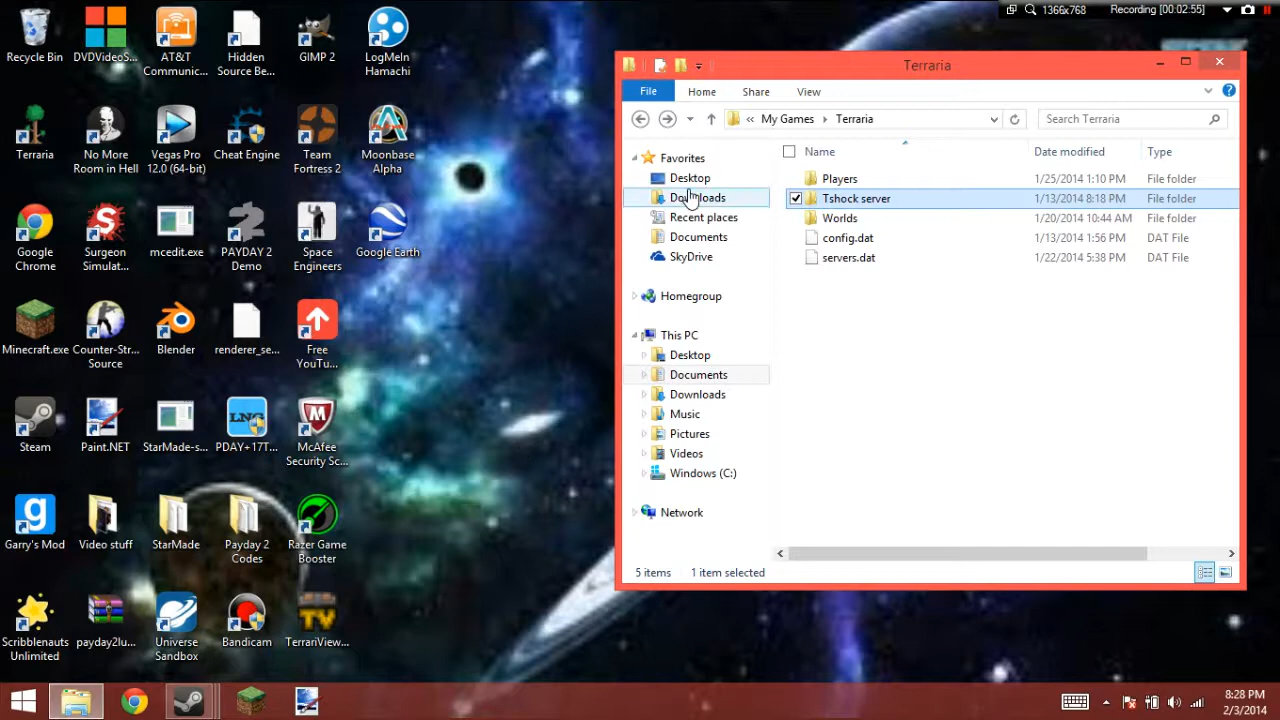 1366x768
Recording [00:02:55]
Recycle Bin
DVDVideoS...
AT&T
Communic...
Hidden
Source Be...
GIMP 2
LogMeIn
Hamachi
Terraria
No More
Room in Hell
Vegas Pro
12.0 (64-bit)
Cheat Engine
Team
Fortress 2
Moonbase
Alpha
Google
Chrome
Surgeon
Simulat...
mcedit.exe
PAYDAY 2
Demo
Space
Engineers
Google Earth
Minecraft.exe
Counter-Str...
Source
Blender
renderer_se...
Free
YouTu...
Steam
Paint.NET
StarMade-s...
LNG
PDAY+17T...
McAfee
Security Sc...
Garry's Mod
Video stuff
StarMade
Payday 2
Codes
Razer Game
Booster
Scribblenauts
Unlimited
payday2lu...
Universe
Sandbox
Bandicam
TV
TerrariView...
Terraria
File
Home
Share
View
« My Games
Terraria
Search Terraria
Favorites
Desktop
Downloads
Recent places
Documents
SkyDrive
Homegroup
This PC
Desktop
Documents
Downloads
Music
Pictures
Videos
Windows (C:)
Network
Name Date modified Type
Players 1/25/2014 1:10 PM File folder
Tshock server 1/13/2014 8:18 PM File folder
Worlds 1/20/2014 10:44 AM File folder
config.dat 1/13/2014 1:56 PM DAT File
servers.dat 1/22/2014 5:38 PM DAT File
5 items 1 item selected
8:28 PM
2/3/2014